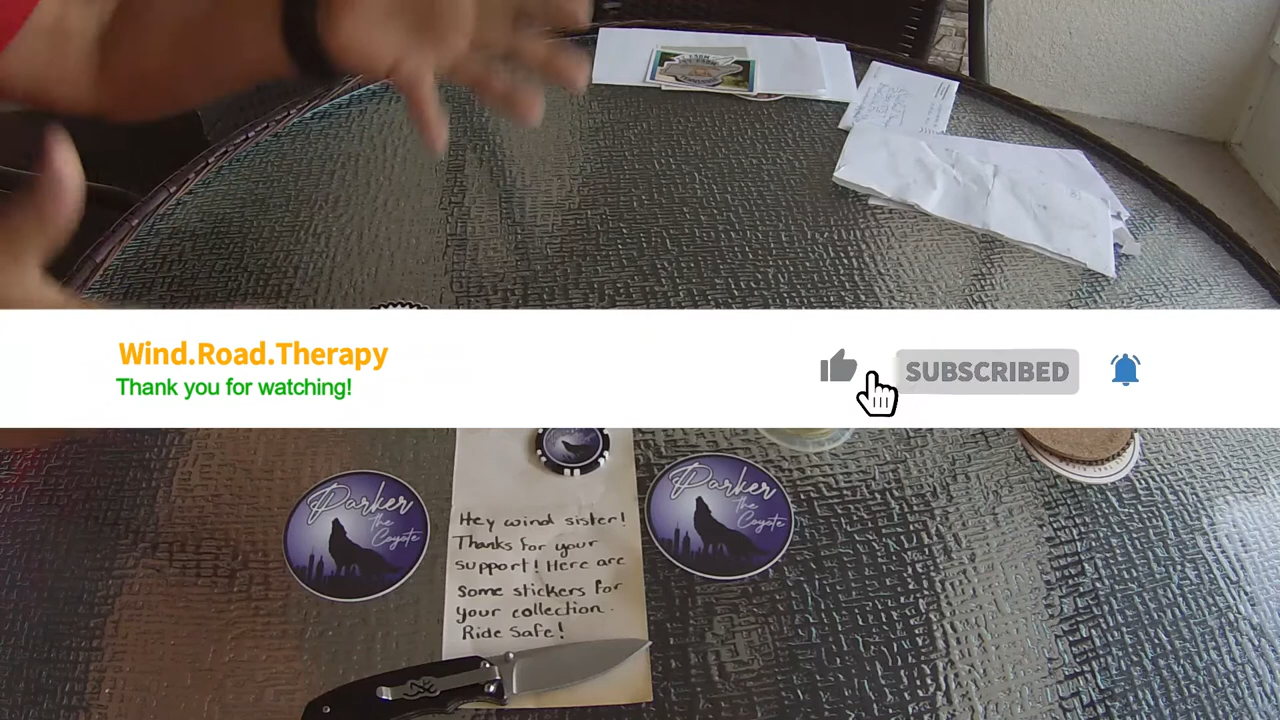 Wind.Road.Therapy
Thank you for watching!
SUBSCRIBED
Parker
the
Coyote
Parker
the
Coyote
Hey wind sister!
Thanks for your
support! Here are
Some stickers for
your collection.
Ride Safe!